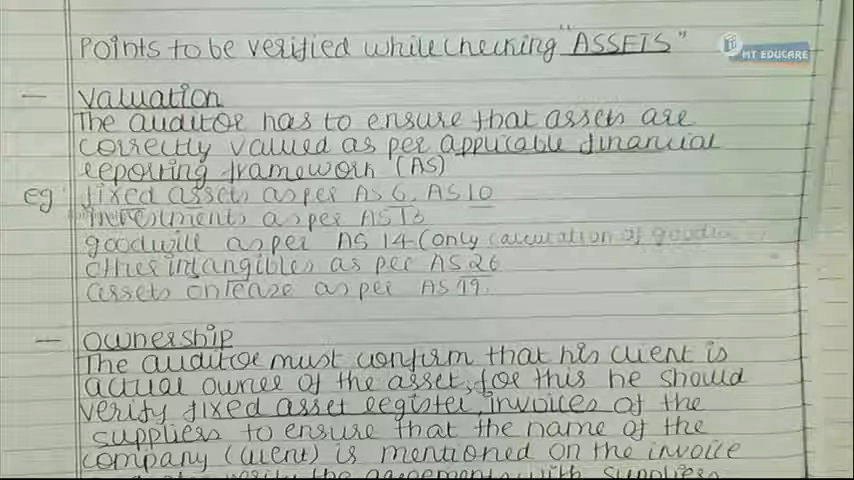 Points to be verified while checking "ASSETS"
MT EDUCARE
— Valuation
The auditor has to ensure that assets are
correctly valued as per applicable financial
reporting framework (AS)
eg fixed assets as per AS 6, AS 10
investments as per AS 13
goodwill as per AS 14 (only calculation of
other intangibles as per AS 26
Assets on lease as per AS 19.
— Ownership
The auditor must confirm that his client is
actual owner of the asset, for this he should
verify fixed asset register, invoices of the
suppliers to ensure that the name of the
company (client) is mentioned on the invoice
verify the agreements with suppliers